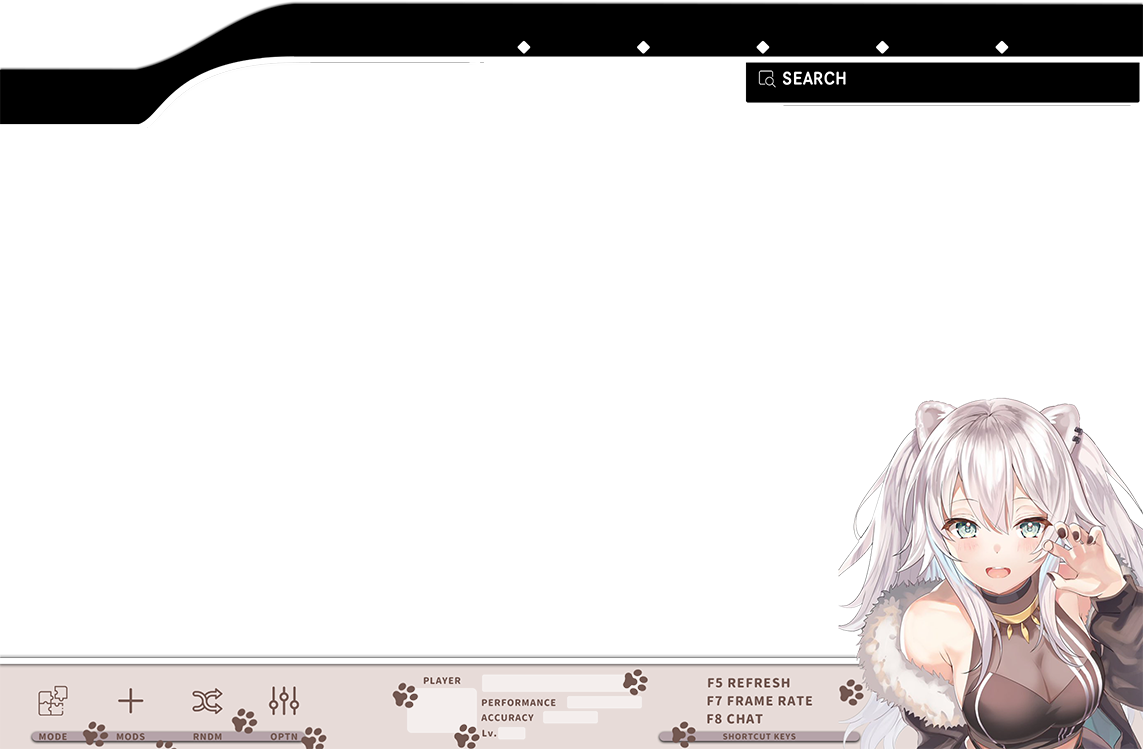 SEARCH
PLAYER
PERFORMANCE
ACCURACY
Lv.
F5 REFRESH
F7 FRAME RATE
F8 CHAT
MODE MODS RNDM OPTN
SHORTCUT KEYS